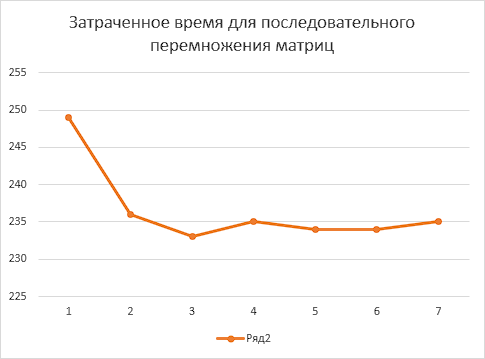 Затраченное время для последовательного
перемножения матриц
255
250
245
240
235
230
225
1 2 3 4 5 6 7
Ряд2